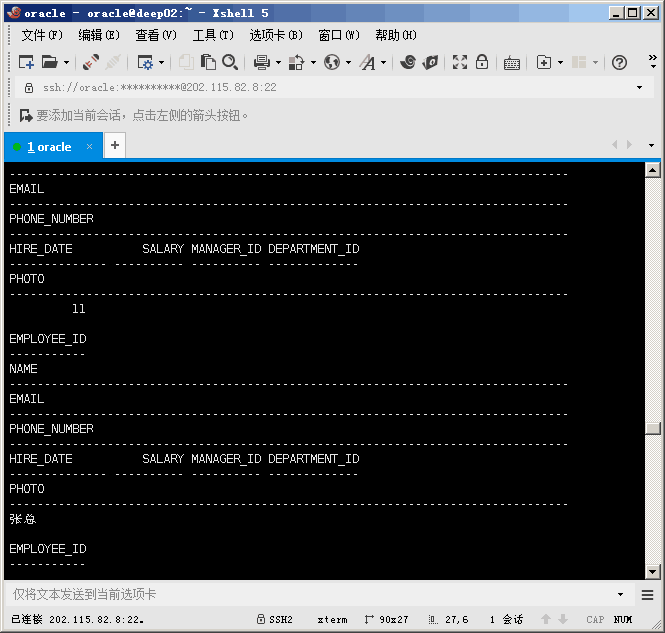 oracle - oracle@deep02:~ - Xshell 5
文件(F) 编辑(E) 查看(V) 工具(T) 选项卡(B) 窗口(W) 帮助(H)
ssh://oracle:**********@202.115.82.8:22
要添加当前会话，点击左侧的箭头按钮。
1 oracle × +
--------------------------------------------------------------------------------
EMAIL
--------------------------------------------------------------------------------
PHONE_NUMBER
--------------------------------------------------------------------------------
HIRE_DATE          SALARY MANAGER_ID DEPARTMENT_ID
-------------- ---------- ---------- -------------
PHOTO
--------------------------------------------------------------------------------
         11
EMPLOYEE_ID
-----------
NAME
--------------------------------------------------------------------------------
EMAIL
--------------------------------------------------------------------------------
PHONE_NUMBER
--------------------------------------------------------------------------------
HIRE_DATE          SALARY MANAGER_ID DEPARTMENT_ID
-------------- ---------- ---------- -------------
PHOTO
--------------------------------------------------------------------------------
张总
EMPLOYEE_ID
-----------
仅将文本发送到当前选项卡
已连接 202.115.82.8:22。 SSH2 xterm 90x27 27,6 1 会话 CAP NUM